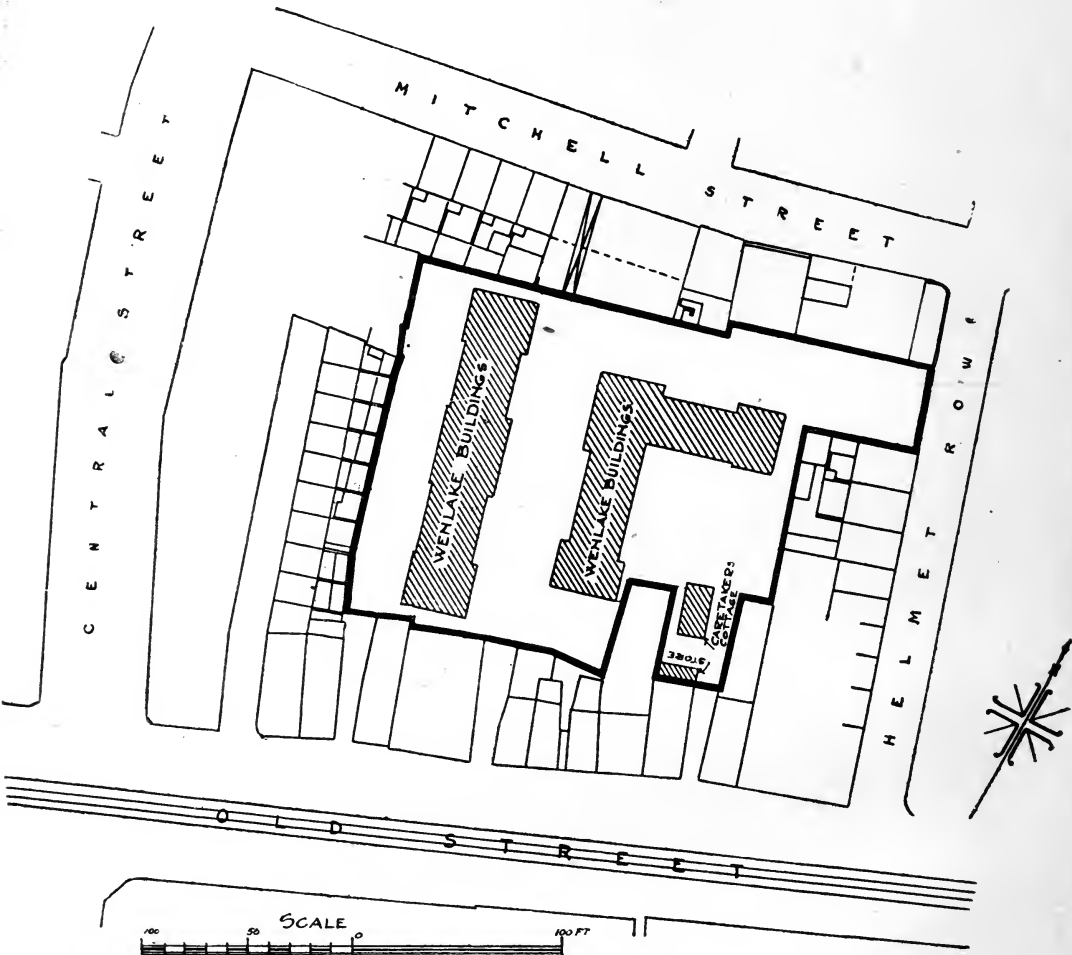 MITCHELL STREET
CENTRAL STREET
WENLAKE BUILDINGS
WENLAKE BUILDINGS
HELMET ROW
CARETAKERS
COTTAGE
STORE
N
OLD STREET
SCALE
100 50 0 100 FT